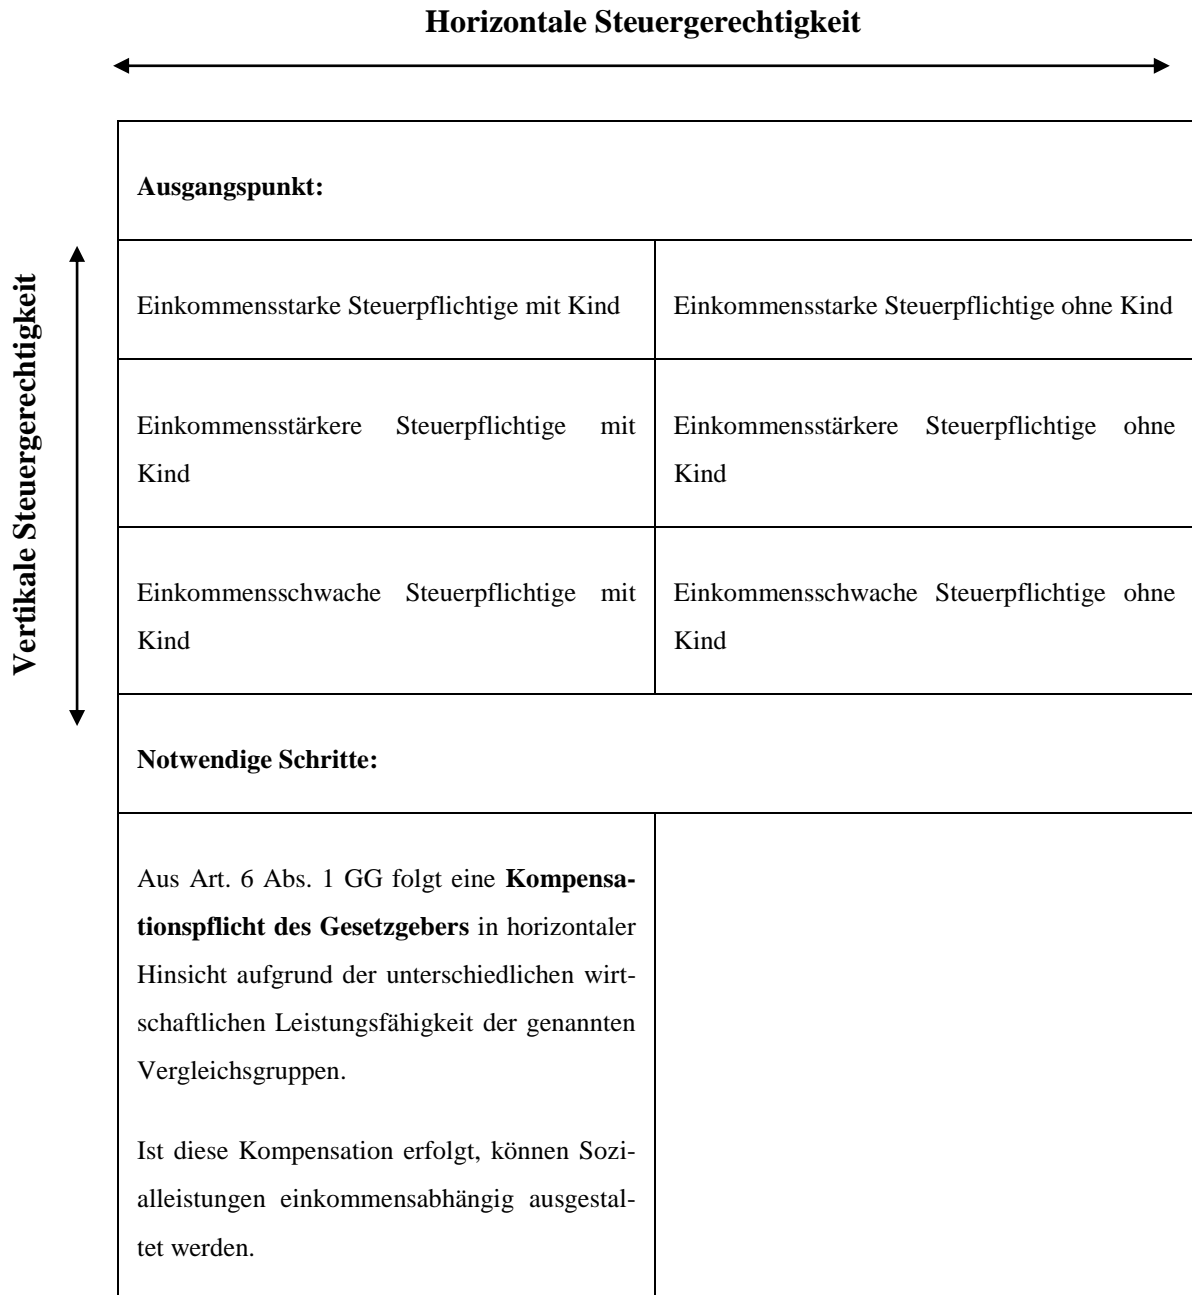 Horizontale Steuergerechtigkeit
Vertikale Steuergerechtigkeit
Ausgangspunkt:
Einkommensstarke Steuerpflichtige mit Kind
Einkommensstarke Steuerpflichtige ohne Kind
Einkommensstärkere Steuerpflichtige mit
Kind
Einkommensstärkere Steuerpflichtige ohne
Kind
Einkommensschwache Steuerpflichtige mit
Kind
Einkommensschwache Steuerpflichtige ohne
Kind
Notwendige Schritte:
Aus Art. 6 Abs. 1 GG folgt eine Kompensa-
tionspflicht des Gesetzgebers in horizontaler
Hinsicht aufgrund der unterschiedlichen wirt-
schaftlichen Leistungsfähigkeit der genannten
Vergleichsgruppen.
Ist diese Kompensation erfolgt, können Sozi-
alleistungen einkommensabhängig ausgestal-
tet werden.